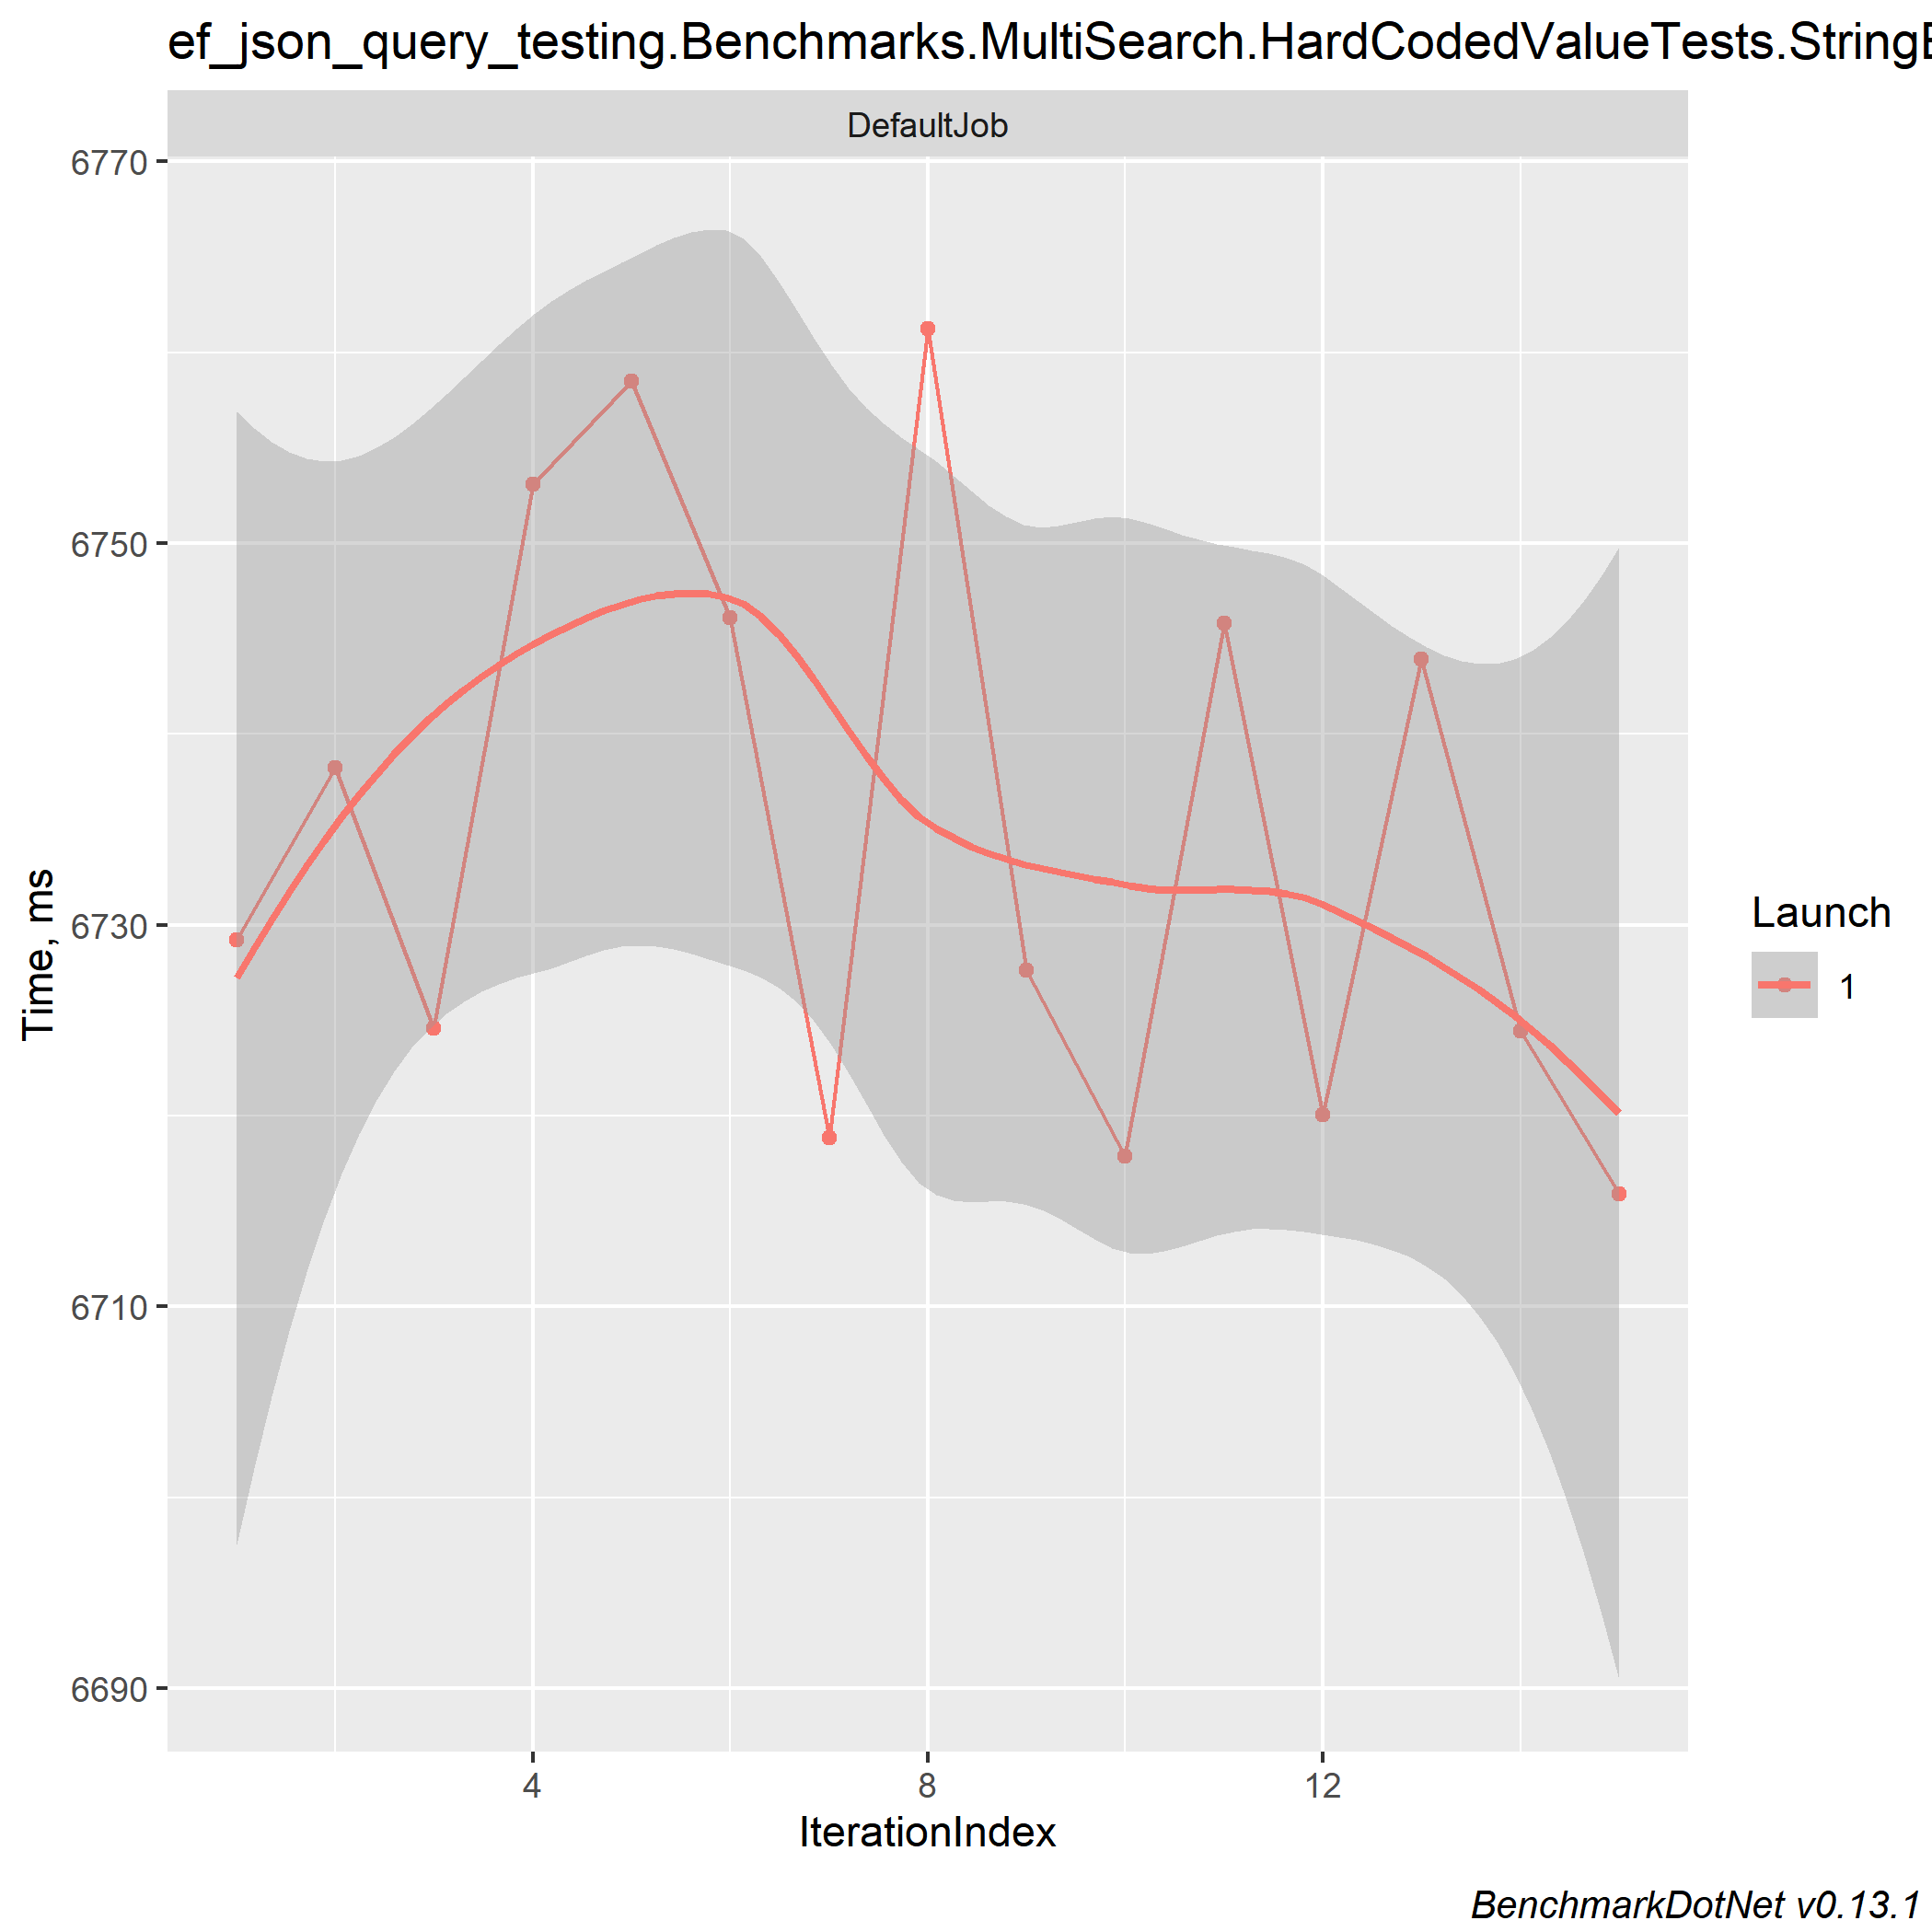 ef_json_query_testing.Benchmarks.MultiSearch.HardCodedValueTests.String
DefaultJob
6770
6750
6730
6710
6690
Time, ms
4
8
12
IterationIndex
Launch
1
BenchmarkDotNet v0.13.1